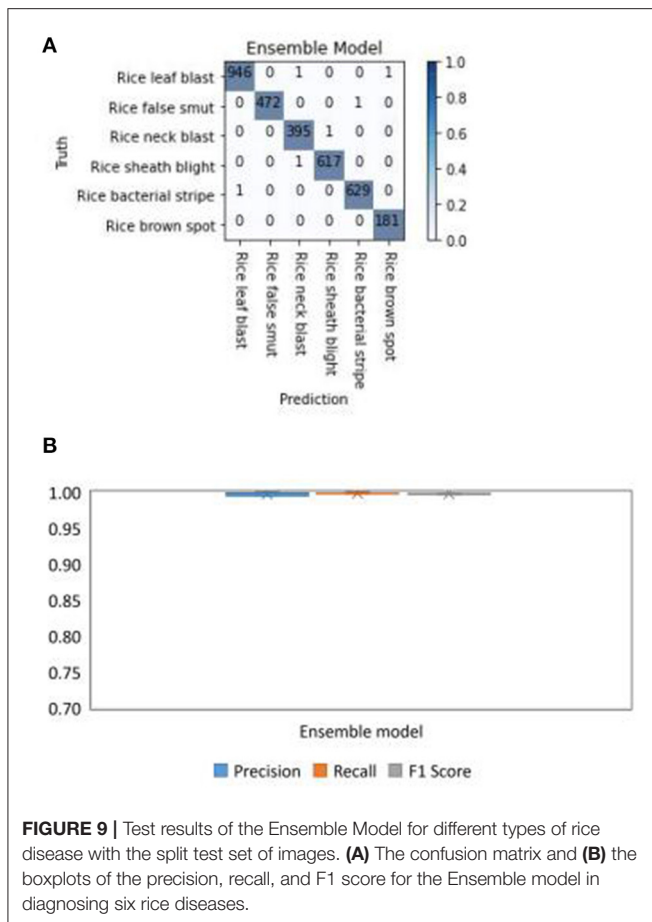 A
Ensemble Model
Truth
Rice leaf blast 946 0 1 0 0 1
Rice false smut 0 472 0 0 1 0
Rice neck blast 0 0 395 1 0 0
Rice sheath blight 0 0 1 617 0 0
Rice bacterial stripe 1 0 0 0 629 0
Rice brown spot 0 0 0 0 0 181
1.0
0.8
0.6
0.4
0.2
0.0
Rice leaf blast
Rice false smut
Rice neck blast
Rice sheath blight
Rice bacterial stripe
Rice brown spot
Prediction
B
1.00
0.95
0.90
0.85
0.80
0.75
0.70
Ensemble model
Precision Recall F1 Score
FIGURE 9 | Test results of the Ensemble Model for different types of rice
disease with the split test set of images. (A) The confusion matrix and (B) the
boxplots of the precision, recall, and F1 score for the Ensemble model in
diagnosing six rice diseases.